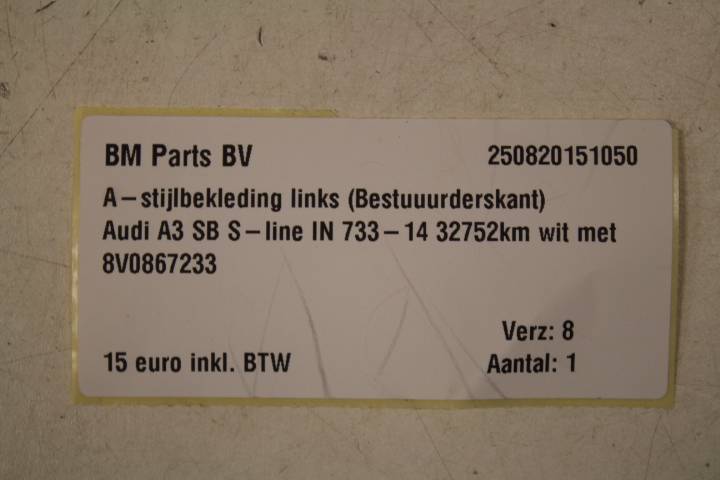 BM Parts BV 250820151050
A-stijlbekleding links (Bestuuurderskant)
Audi A3 SB S-line IN 733-14 32752km wit met
8V0867233
Verz: 8
15 euro inkl. BTW Aantal: 1